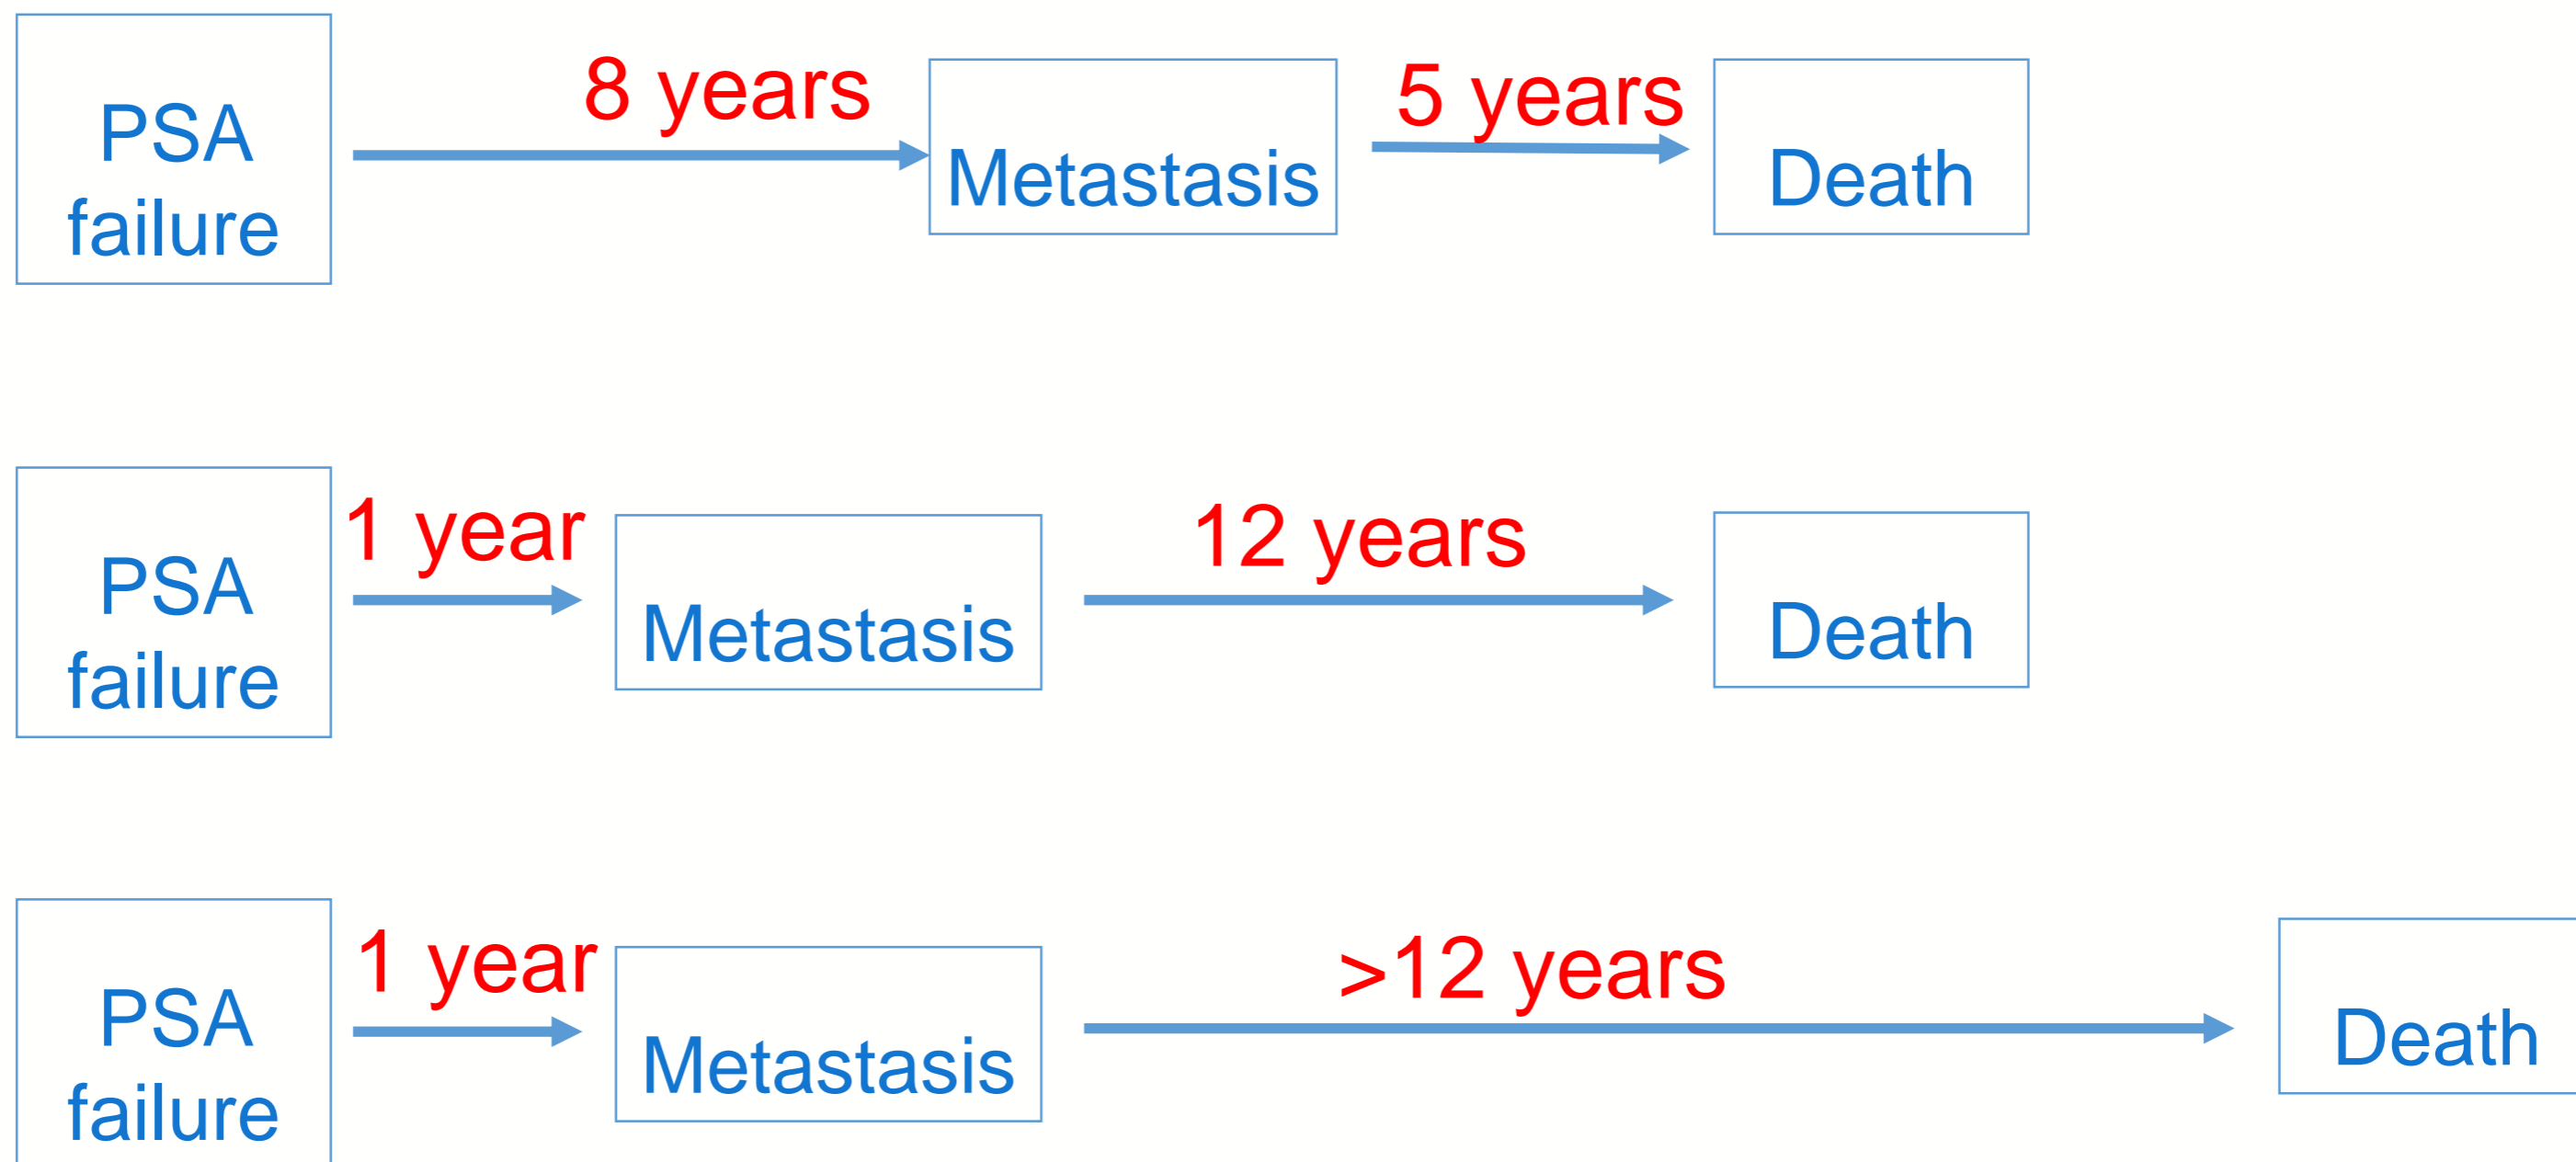 PSA
failure
8 years
Metastasis
5 years
Death
PSA
failure
1 year
Metastasis
12 years
Death
PSA
failure
1 year
Metastasis
>12 years
Death